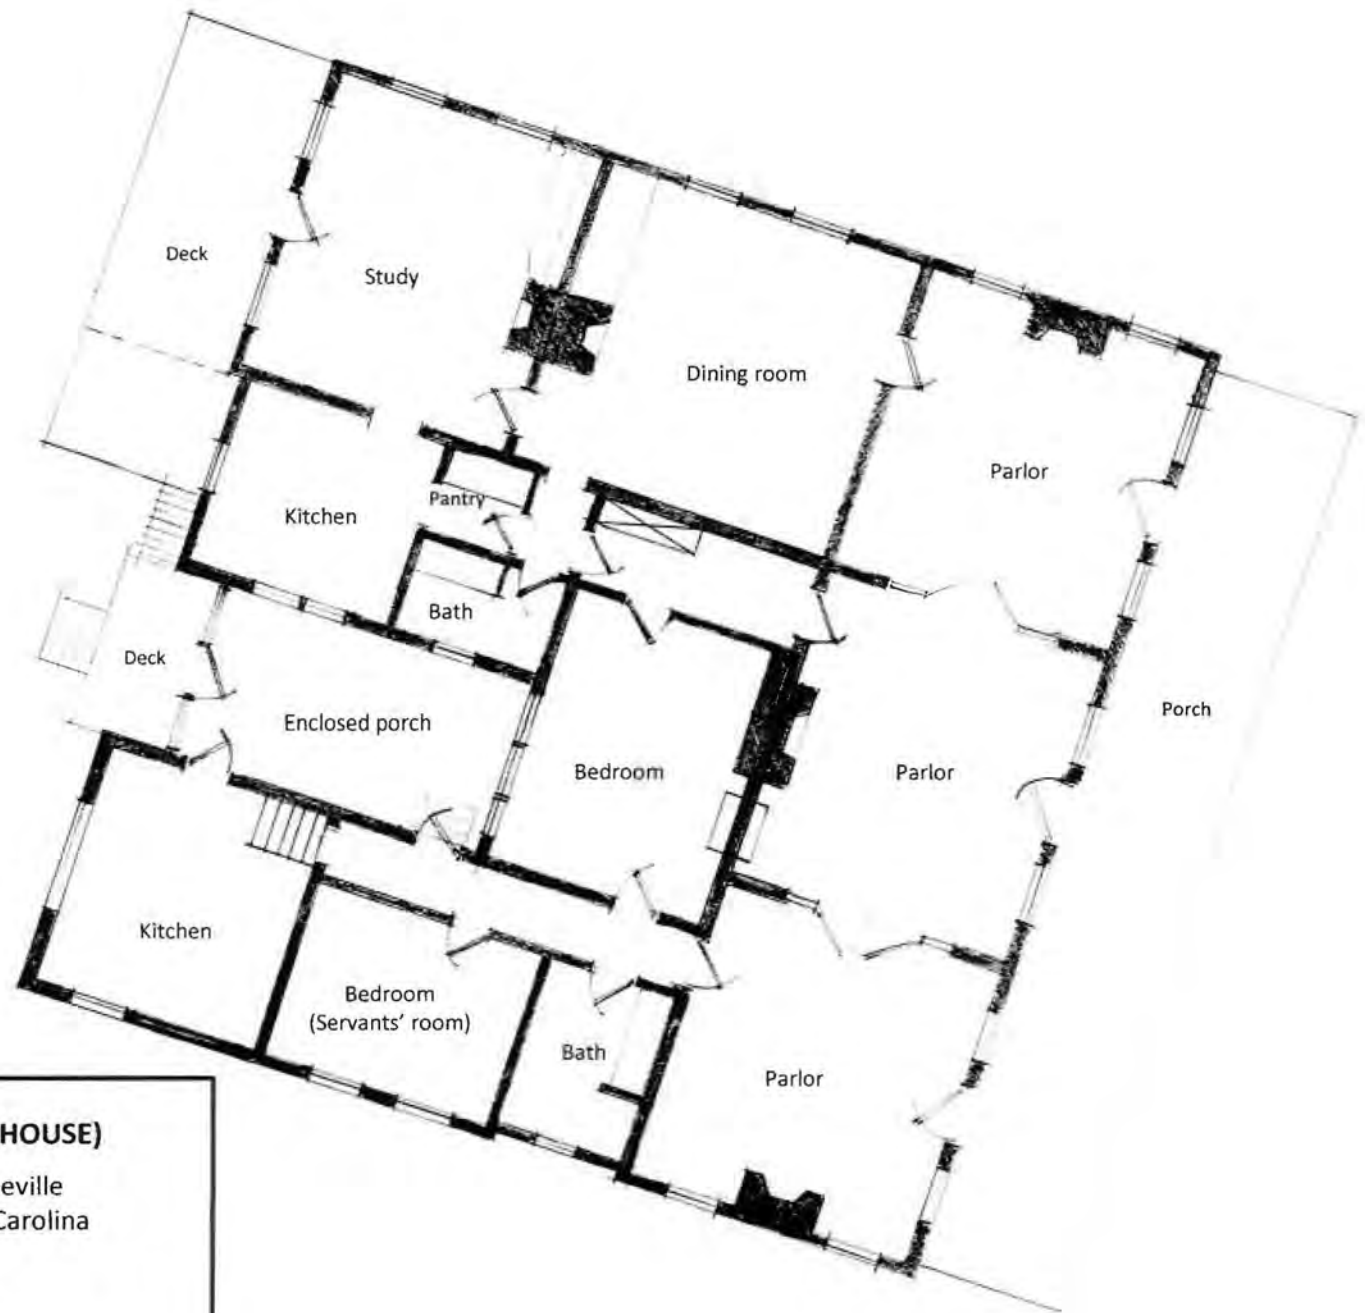 Deck
Study
Dining room
Parlor
Pantry
Kitchen
Bath
Deck
Enclosed porch
Bedroom
Parlor
Porch
Kitchen
Bedroom
(Servants' room)
Bath
Parlor
HOUSE)
eville
Carolina